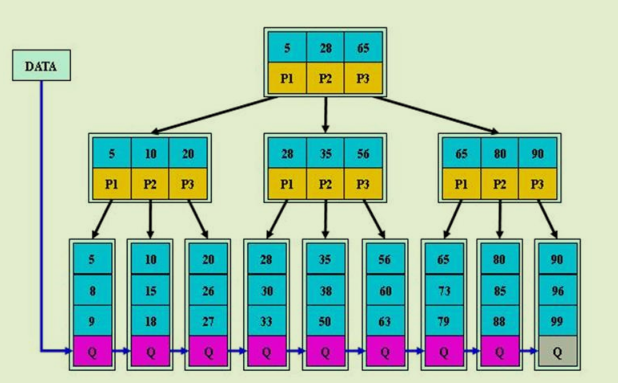 5 28 65
DATA
P1 P2 P3
5 10 20 28 35 56 65 80 90
P1 P2 P3 P1 P2 P3 P1 P2 P3
5 10 20 28 35 56 65 80 90
8 15 26 30 38 60 73 85 96
9 18 27 33 50 63 79 88 99
Q Q Q Q Q Q Q Q Q